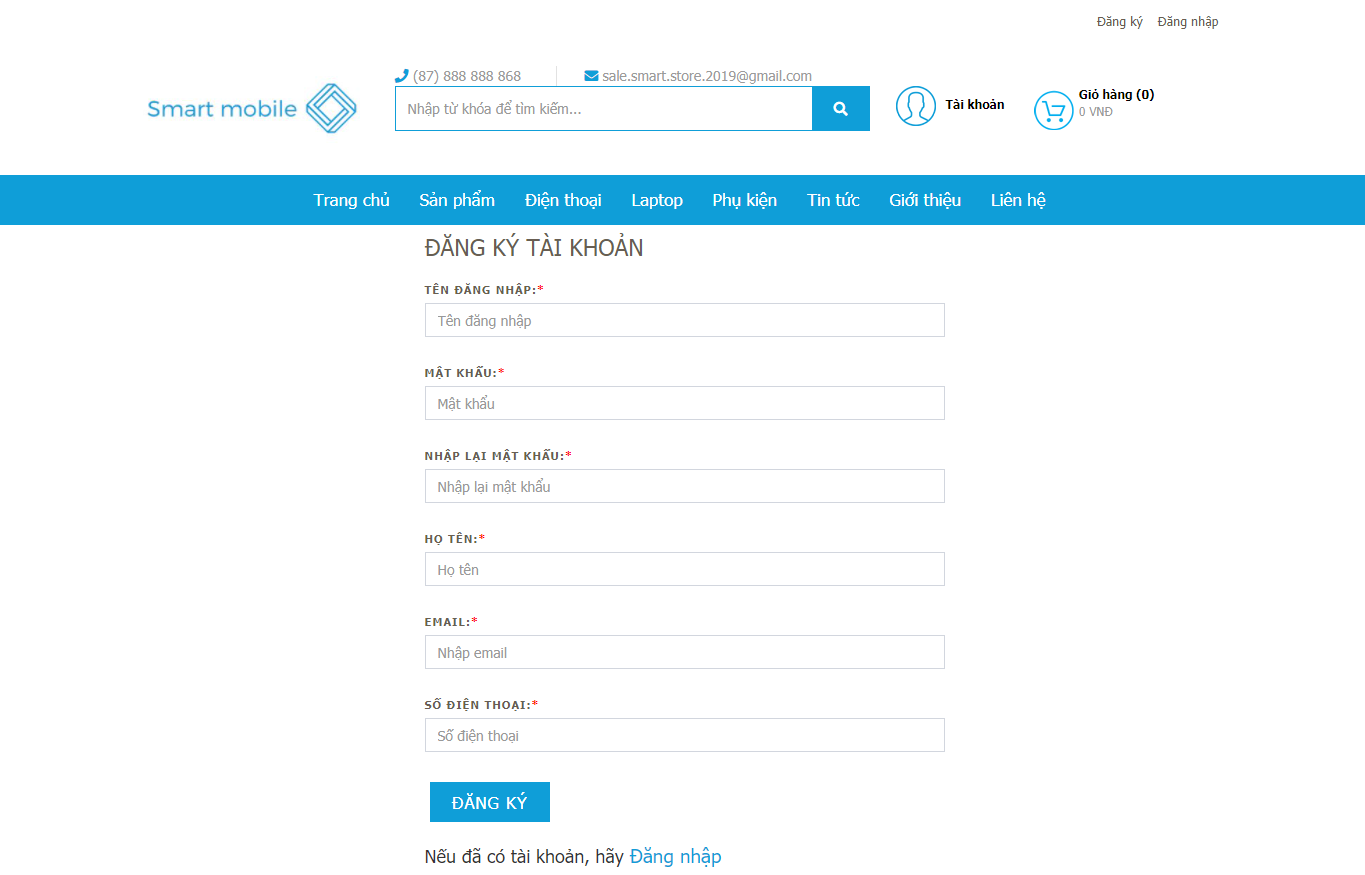 Đăng ký Đăng nhập
(87) 888 888 868 sale.smart.store.2019@gmail.com
Smart mobile
Nhập từ khóa để tìm kiếm...
Tài khoản
Giỏ hàng (0)
0 VNĐ
Trang chủ Sản phẩm Điện thoại Laptop Phụ kiện Tin tức Giới thiệu Liên hệ
ĐĂNG KÝ TÀI KHOẢN
TÊN ĐĂNG NHẬP:*
Tên đăng nhập
MẬT KHẨU:*
Mật khẩu
NHẬP LẠI MẬT KHẨU:*
Nhập lại mật khẩu
HỌ TÊN:*
Họ tên
EMAIL:*
Nhập email
SỐ ĐIỆN THOẠI:*
Số điện thoại
ĐĂNG KÝ
Nếu đã có tài khoản, hãy Đăng nhập